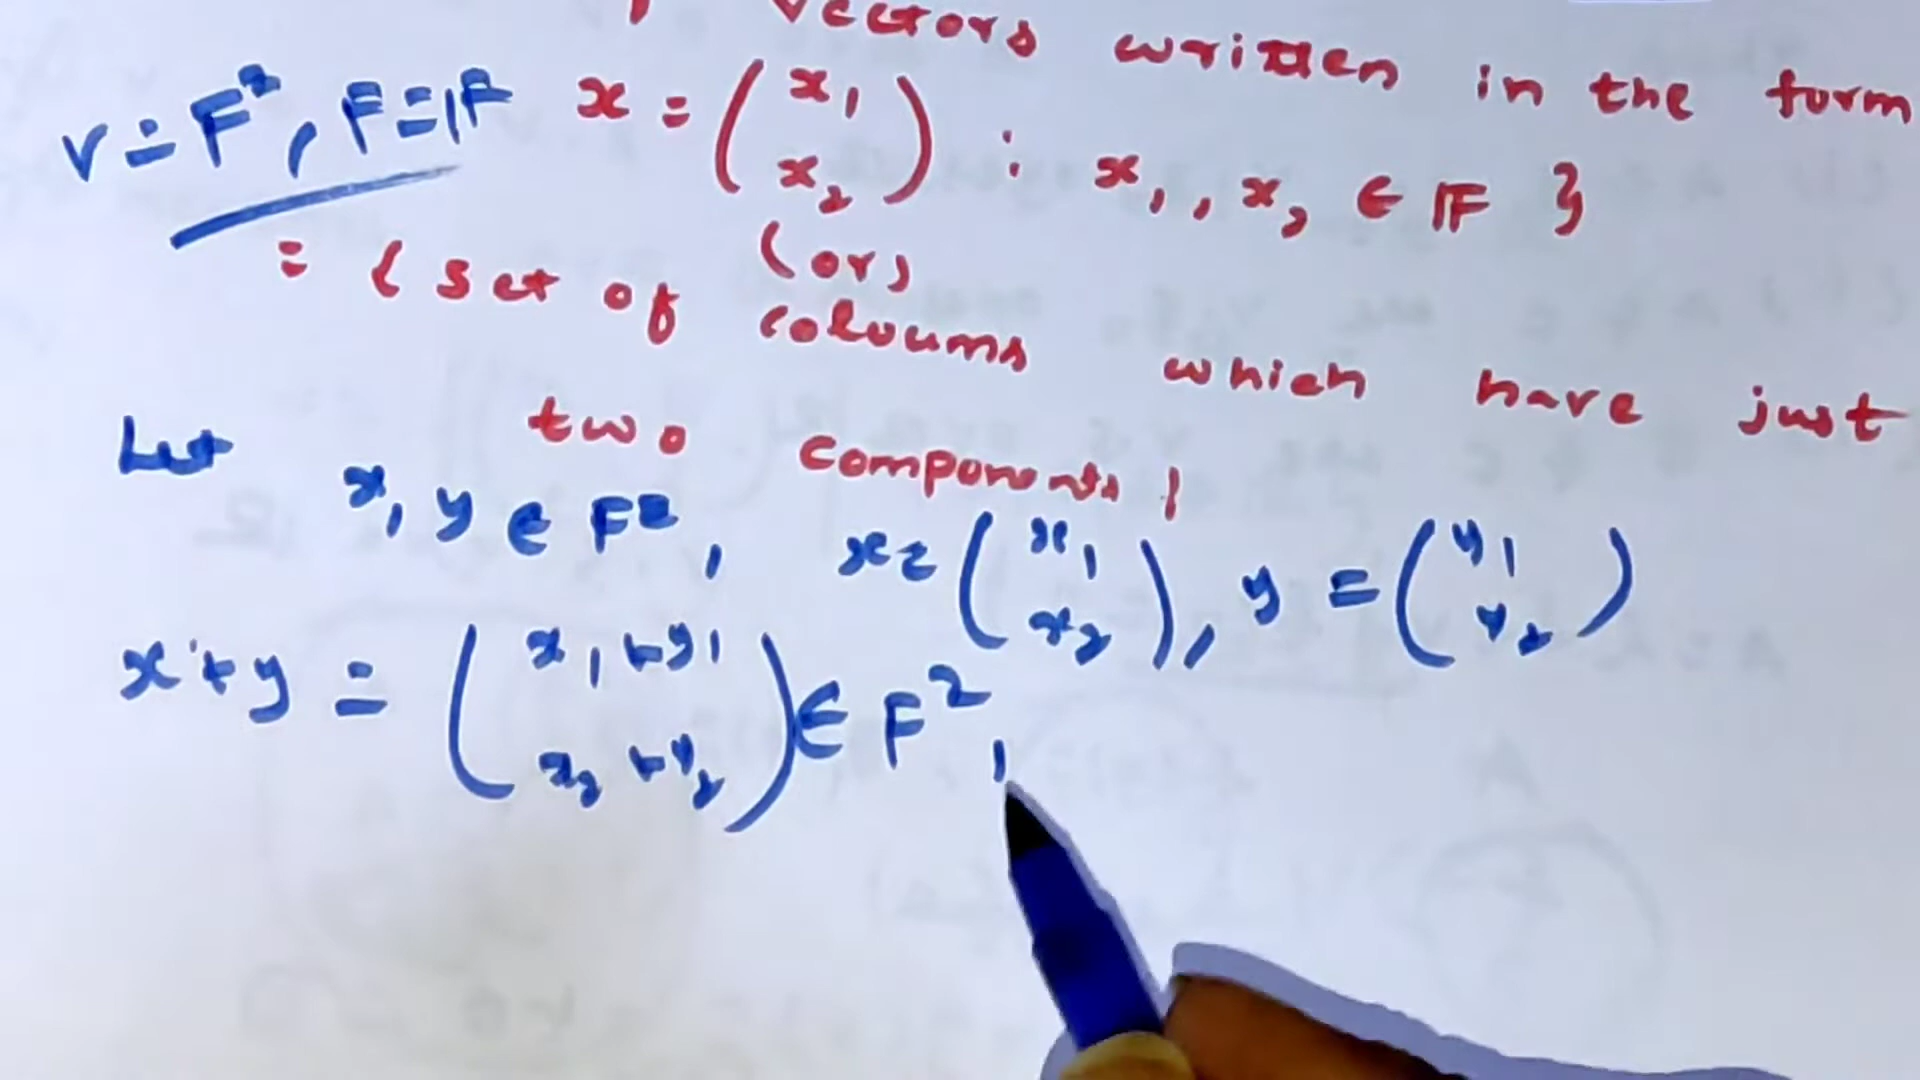 vectors written in the form
V = F², F = 𝔽 x = (x₁ x₂) : x₁, x₂ ∈ 𝔽 }
(or)
= { set of coloums which have just
two components }
Let x, y ∈ F², x = (x₁ x₂), y = (y₁ y₂)
x + y = (x₁ + y₁ x₂ + y₂) ∈ F²,